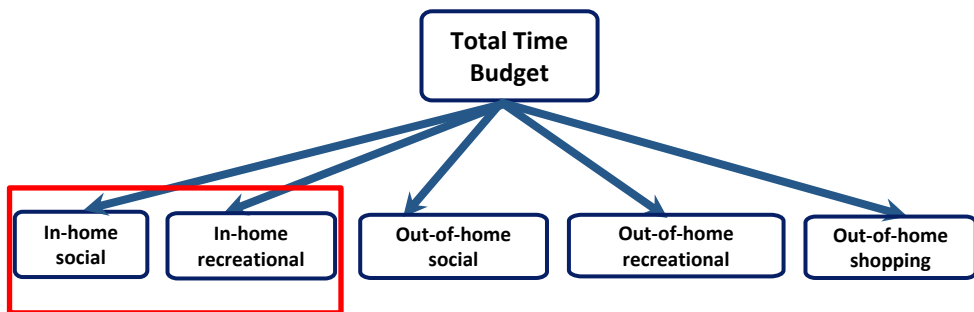 Total Time
Budget
In-home
social
In-home
recreational
Out-of-home
social
Out-of-home
recreational
Out-of-home
shopping